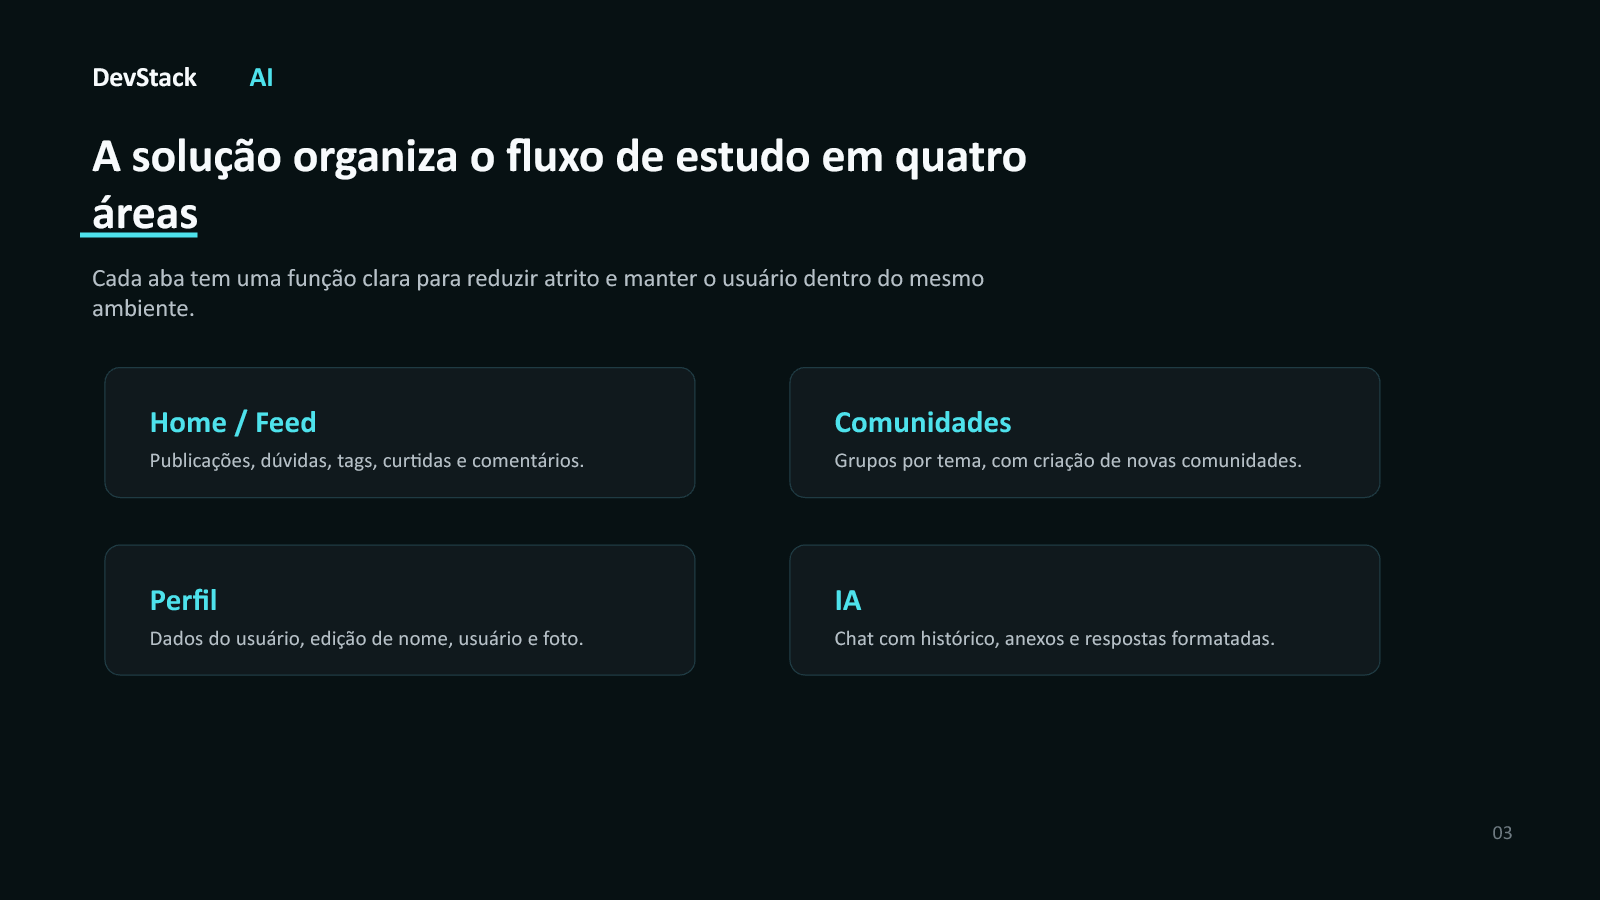 DevStack AI
A solução organiza o fluxo de estudo em quatro
áreas
Cada aba tem uma função clara para reduzir atrito e manter o usuário dentro do mesmo
ambiente.
Home / Feed
Publicações, dúvidas, tags, curtidas e comentários.
Comunidades
Grupos por tema, com criação de novas comunidades.
Perfil
Dados do usuário, edição de nome, usuário e foto.
IA
Chat com histórico, anexos e respostas formatadas.
03